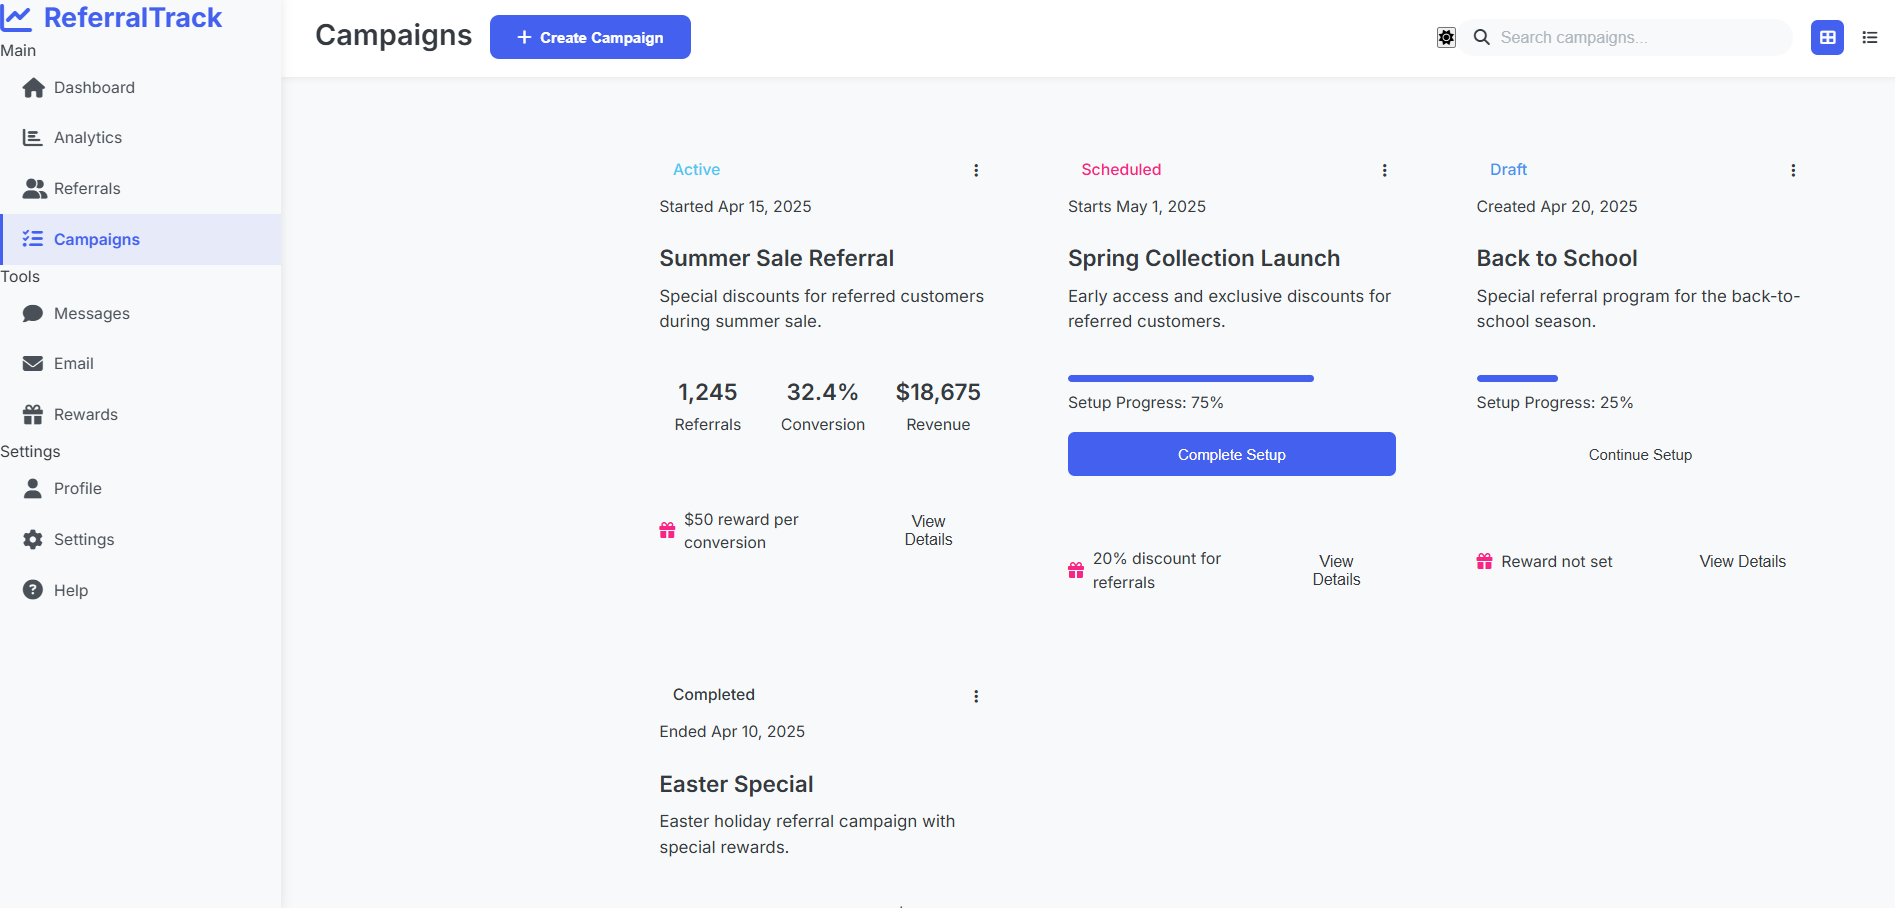 ReferralTrack
Main
Dashboard
Analytics
Referrals
Campaigns
Tools
Messages
Email
Rewards
Settings
Profile
Settings
Help
Campaigns
Create Campaign
Search campaigns...
Active
Started Apr 15, 2025
Summer Sale Referral
Special discounts for referred customers
during summer sale.
1,245 32.4% $18,675
Referrals Conversion Revenue
$50 reward per
conversion
View
Details
Scheduled
Starts May 1, 2025
Spring Collection Launch
Early access and exclusive discounts for
referred customers.
Setup Progress: 75%
Complete Setup
20% discount for
referrals
View
Details
Draft
Created Apr 20, 2025
Back to School
Special referral program for the back-to-
school season.
Setup Progress: 25%
Continue Setup
Reward not set
View Details
Completed
Ended Apr 10, 2025
Easter Special
Easter holiday referral campaign with
special rewards.